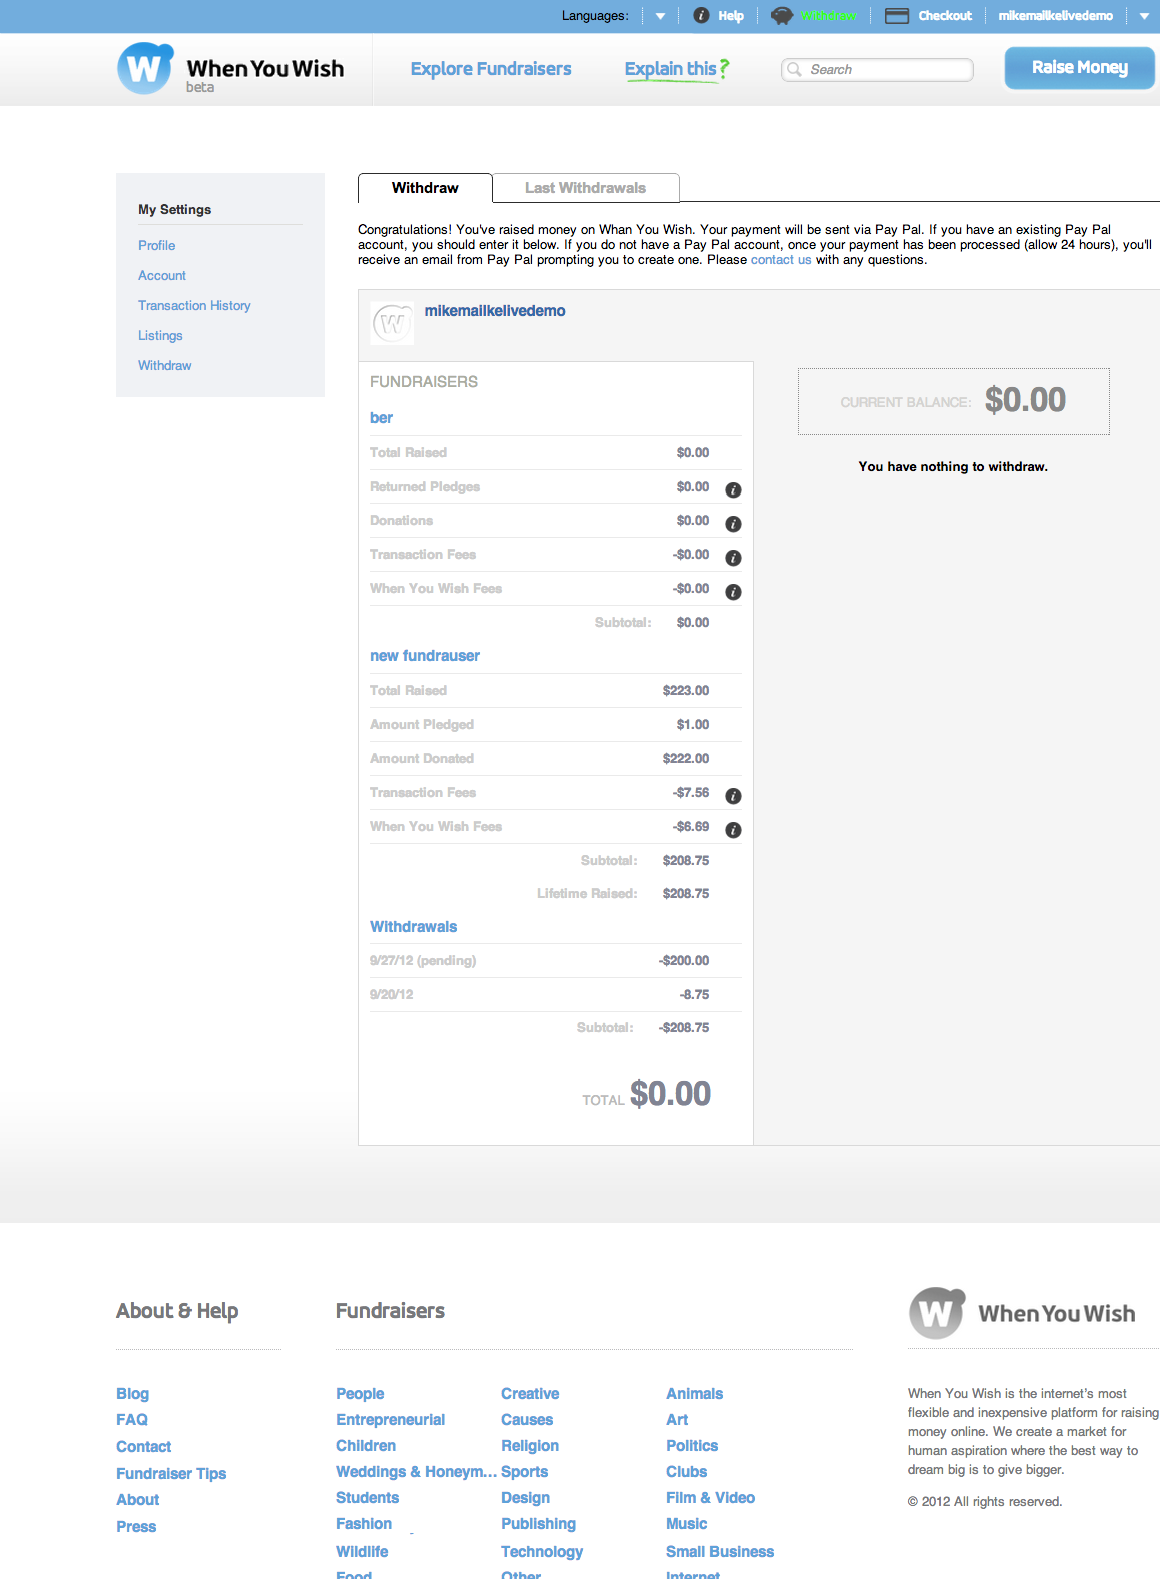 Languages:
Help
Withdraw
Checkout
mikemailkelivedemo
W
When You Wish
beta
Explore Fundraisers
Explain this?
Search
Raise Money
My Settings
Profile
Account
Transaction History
Listings
Withdraw
Withdraw
Last Withdrawals
Congratulations! You've raised money on Whan You Wish. Your payment will be sent via Pay Pal. If you have an existing Pay Pal
account, you should enter it below. If you do not have a Pay Pal account, once your payment has been processed (allow 24 hours), you'll
receive an email from Pay Pal prompting you to create one. Please contact us with any questions.
W
mikemailkelivedemo
FUNDRAISERS
ber
Total Raised $0.00
Returned Pledges $0.00
Donations $0.00
Transaction Fees -$0.00
When You Wish Fees -$0.00
Subtotal: $0.00
new fundrauser
Total Raised $223.00
Amount Pledged $1.00
Amount Donated $222.00
Transaction Fees -$7.56
When You Wish Fees -$6.69
Subtotal: $208.75
Lifetime Raised: $208.75
Withdrawals
9/27/12 (pending) -$200.00
9/20/12 -8.75
Subtotal: -$208.75
TOTAL $0.00
CURRENT BALANCE: $0.00
You have nothing to withdraw.
About & Help
Blog
FAQ
Contact
Fundraiser Tips
About
Press
Fundraisers
People
Entrepreneurial
Children
Weddings & Honeym...
Students
Fashion
Wildlife
Food
Creative
Causes
Religion
Sports
Design
Publishing
Technology
Other
Animals
Art
Politics
Clubs
Film & Video
Music
Small Business
Internet
W
When You Wish
When You Wish is the internet's most
flexible and inexpensive platform for raising
money online. We create a market for
human aspiration where the best way to
dream big is to give bigger.
© 2012 All rights reserved.